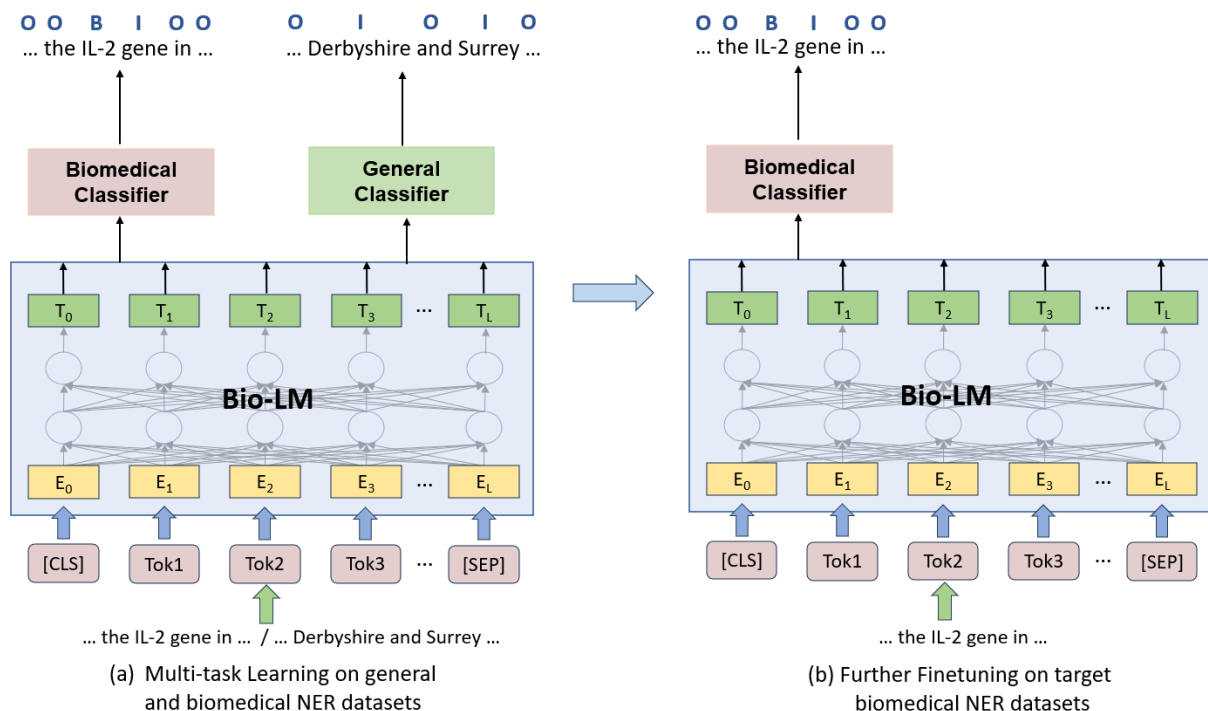 O O B I O O
... the IL-2 gene in ...
O I O I O
... Derbyshire and Surrey ...
Biomedical
Classifier
General
Classifier
T0 T1 T2 T3 ... TL
Bio-LM
E0 E1 E2 E3 ... EL
[CLS] Tok1 Tok2 Tok3 ... [SEP]
... the IL-2 gene in ... / ... Derbyshire and Surrey ...
(a) Multi-task Learning on general
and biomedical NER datasets
O O B I O O
... the IL-2 gene in ...
Biomedical
Classifier
T0 T1 T2 T3 ... TL
Bio-LM
E0 E1 E2 E3 ... EL
[CLS] Tok1 Tok2 Tok3 ... [SEP]
... the IL-2 gene in ...
(b) Further Finetuning on target
biomedical NER datasets